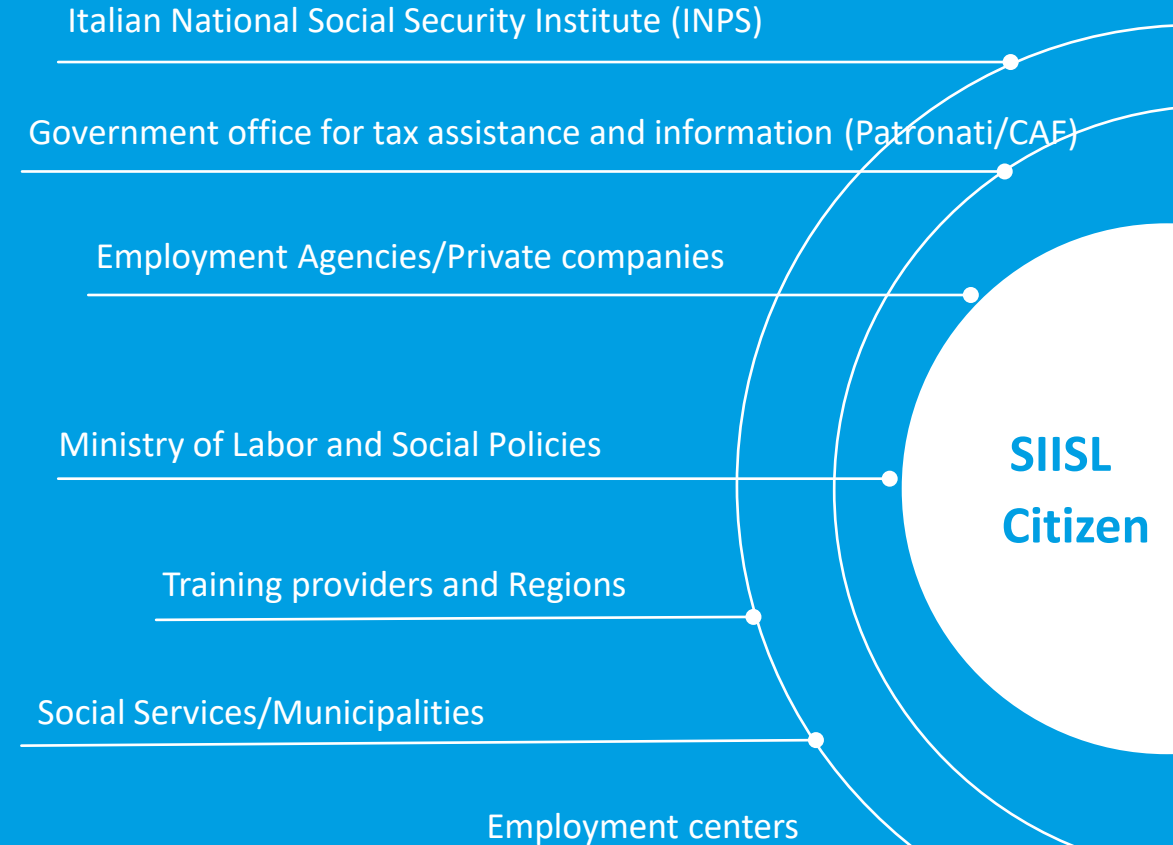 Italian National Social Security Institute (INPS)
Government office for tax assistance and information (Patronati/CAF)
Employment Agencies/Private companies
Ministry of Labor and Social Policies
SIISL
Citizen
Training providers and Regions
Social Services/Municipalities
Employment centers